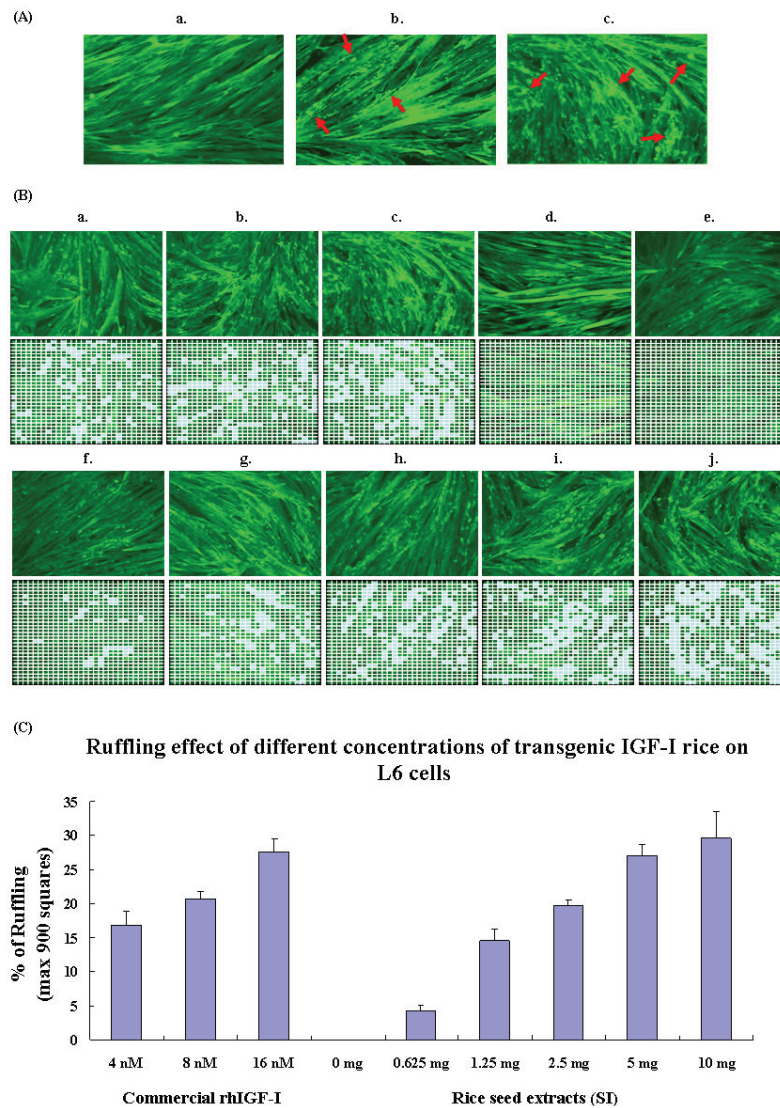 (A)
a. b. c.
(B)
a. b. c. d. e.
f. g. h. i. j.
(C)
Ruffling effect of different concentrations of transgenic IGF-I rice on
L6 cells
% of Ruffling
(max 900 squares)
35
30
25
20
15
10
5
0
4 nM 8 nM 16 nM 0 mg 0.625 mg 1.25 mg 2.5 mg 5 mg 10 mg
Commercial rhIGF-I Rice seed extracts (SI)